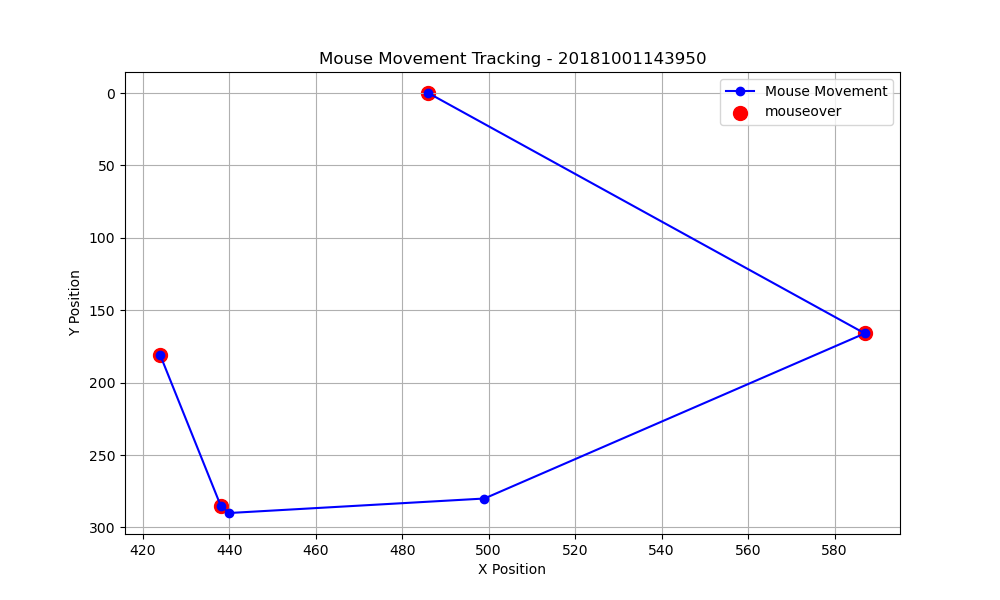 Mouse Movement Tracking - 20181001143950
Mouse Movement
mouseover
Y Position
0
50
100
150
200
250
300
420 440 460 480 500 520 540 560 580
X Position